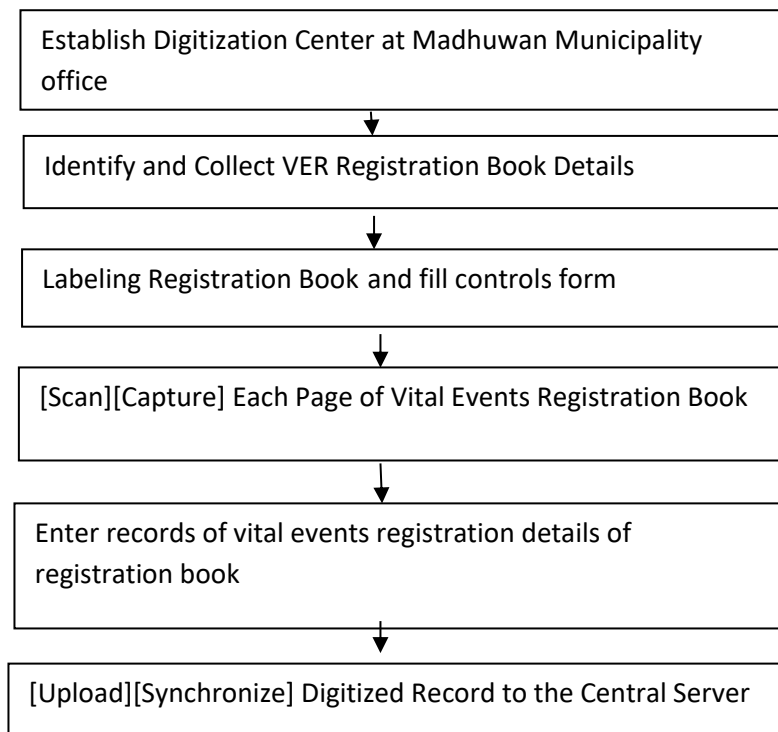 Establish Digitization Center at Madhuwan Municipality
office
Identify and Collect VER Registration Book Details
Labeling Registration Book and fill controls form
[Scan][Capture] Each Page of Vital Events Registration Book
Enter records of vital events registration details of
registration book
[Upload][Synchronize] Digitized Record to the Central Server